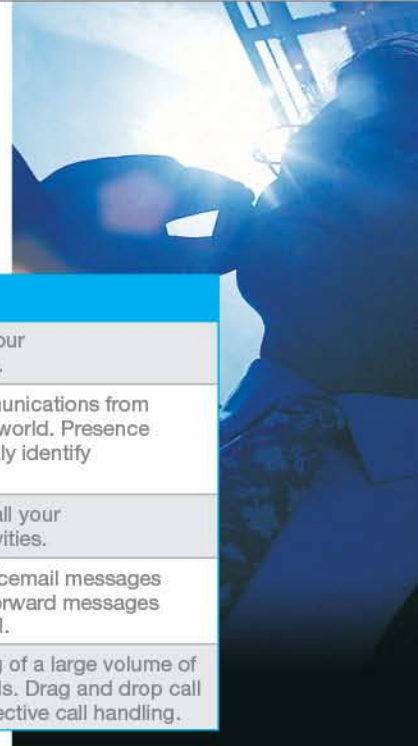 our
.
unications from
world. Presence
ly identify
all your
vities.
cemail messages
orward messages
l.
g of a large volume of
ls. Drag and drop call
ective call handling.